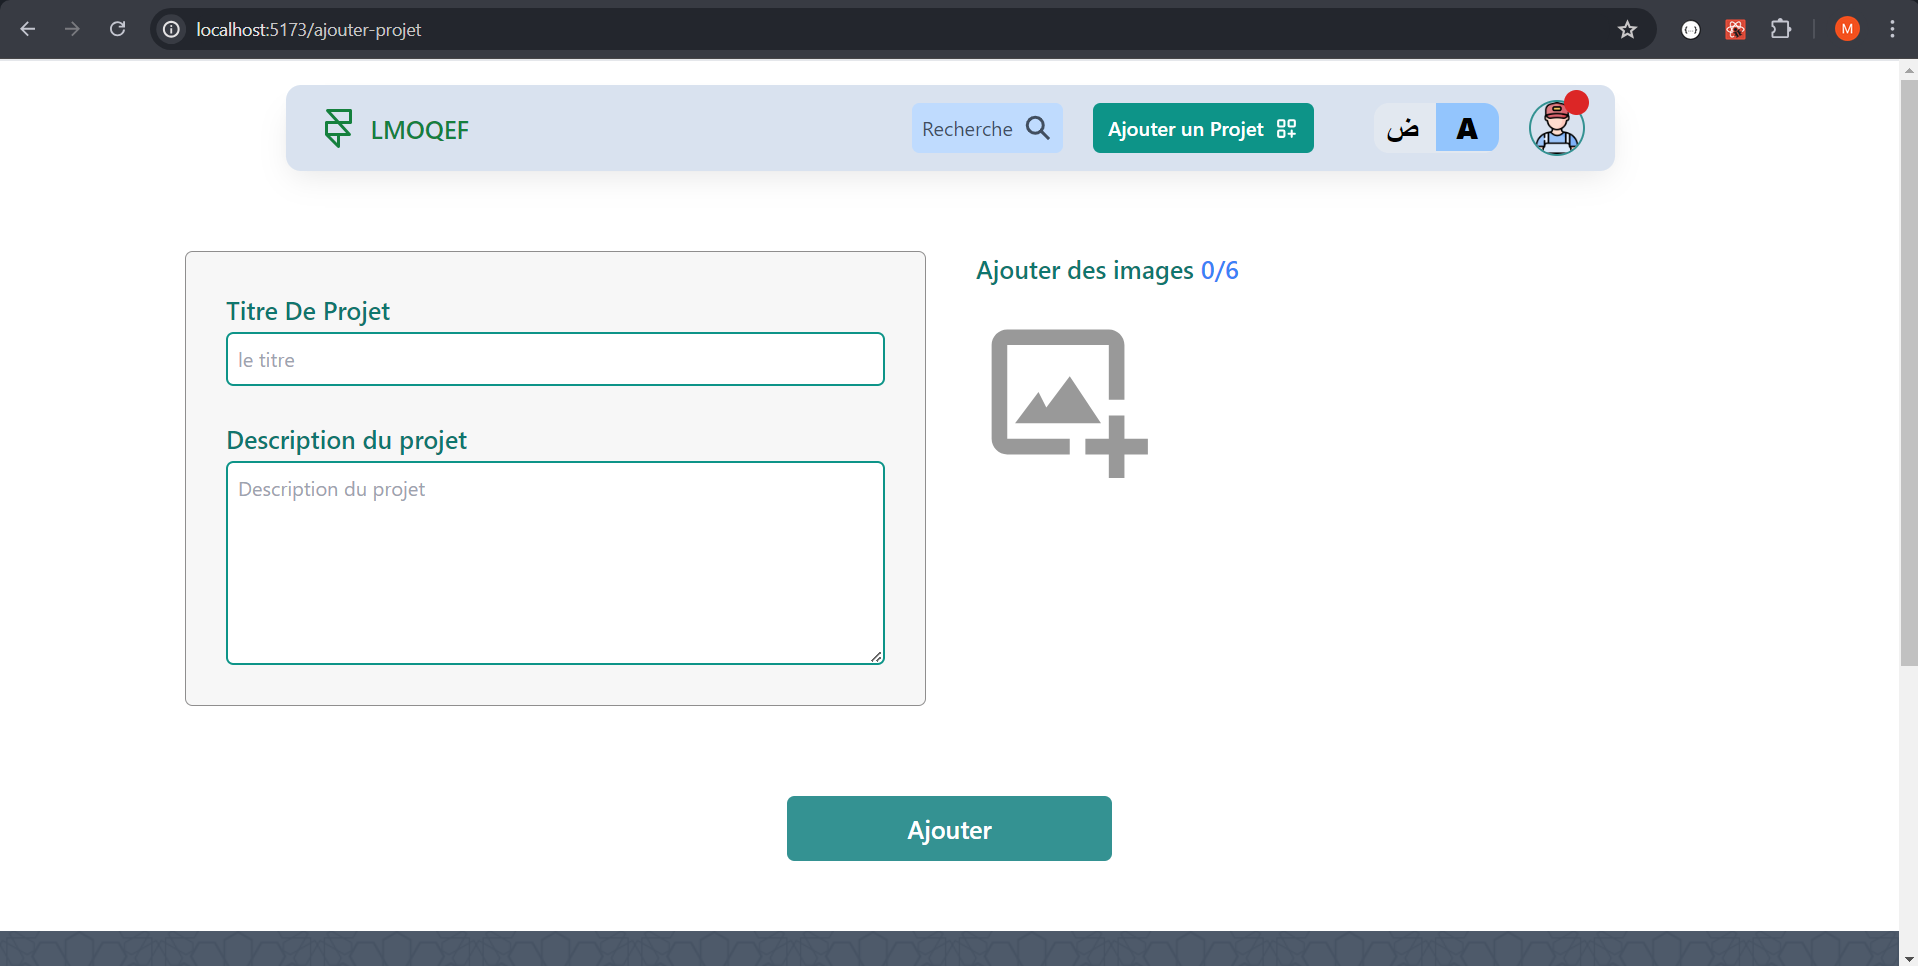 localhost:5173/ajouter-projet
M
LMOQEF
Recherche
Ajouter un Projet
ض
A
Titre De Projet
le titre
Description du projet
Description du projet
Ajouter des images 0/6
Ajouter